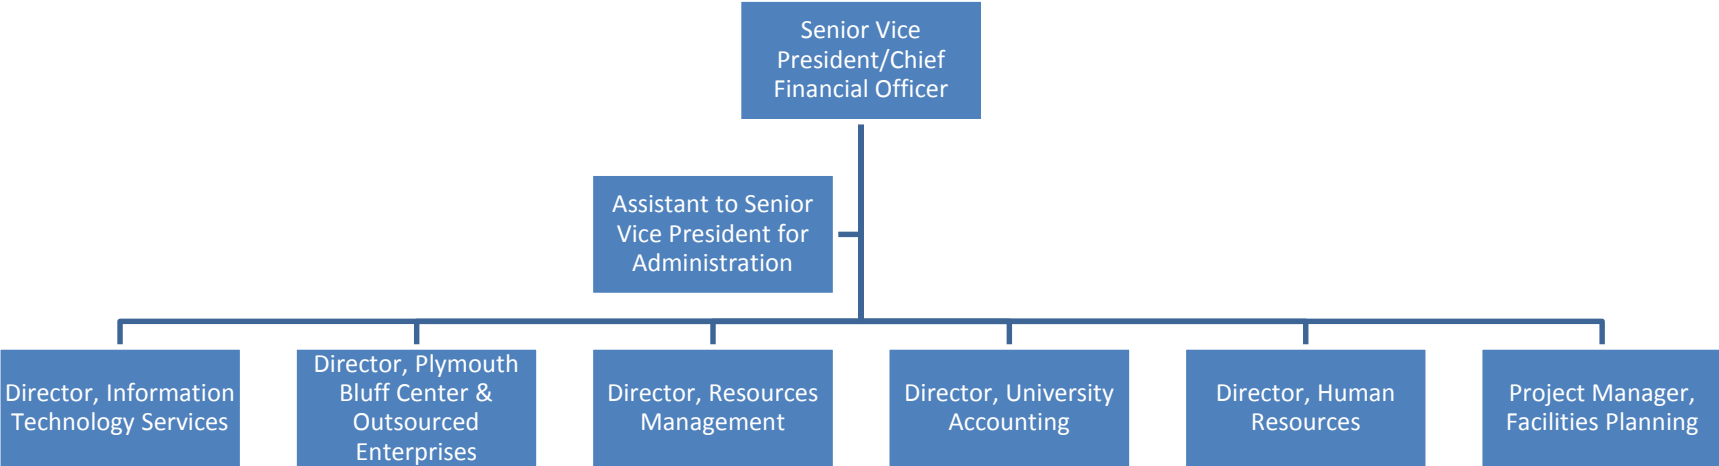 Senior Vice
President/Chief
Financial Officer
Assistant to Senior
Vice President for
Administration
Director, Information
Technology Services
Director, Plymouth
Bluff Center &
Outsourced
Enterprises
Director, Resources
Management
Director, University
Accounting
Director, Human
Resources
Project Manager,
Facilities Planning